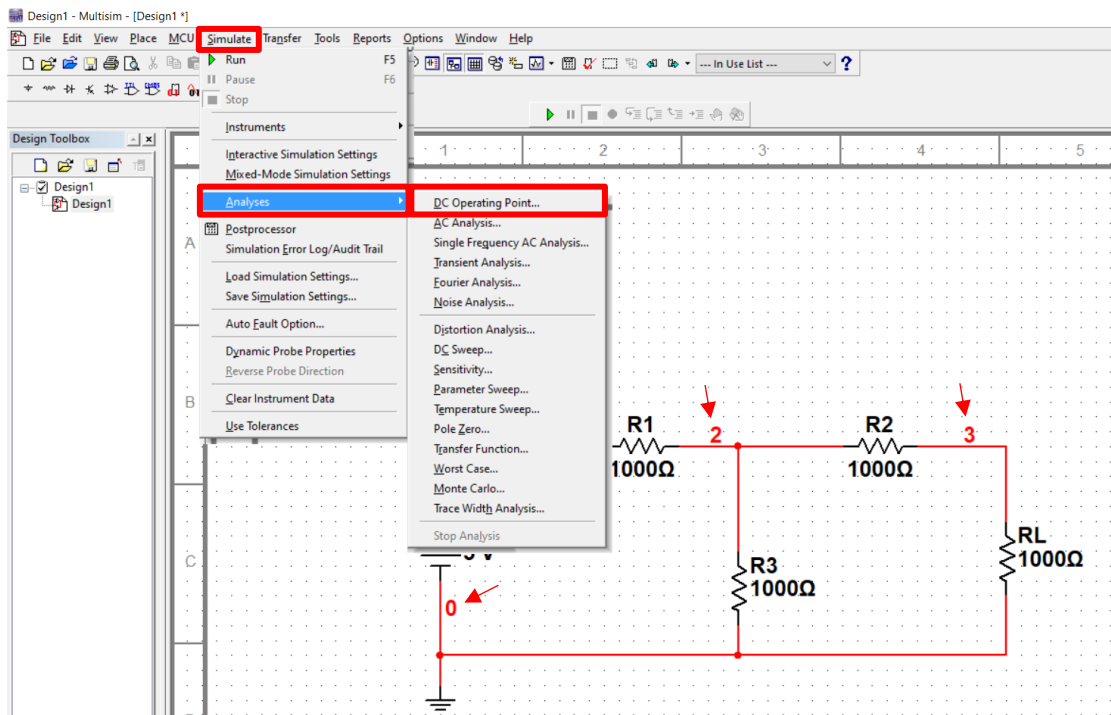 Design1 - Multisim - [Design1 *]
File Edit View Place MCU Simulate Transfer Tools Reports Options Window Help
Run F5
--- In Use List ---
?
Pause F6
Stop
Design Toolbox
Instruments
1 2 3 4 5
Interactive Simulation Settings
Mixed-Mode Simulation Settings
Design1
Design1
Analyses
DC Operating Point...
AC Analysis...
Single Frequency AC Analysis...
Transient Analysis...
Fourier Analysis...
Noise Analysis...
Distortion Analysis...
DC Sweep...
Sensitivity...
Parameter Sweep...
Temperature Sweep...
Pole Zero...
Transfer Function...
Worst Case...
Monte Carlo...
Trace Width Analysis...
Stop Analysis
Postprocessor
Simulation Error Log/Audit Trail
Load Simulation Settings...
Save Simulation Settings...
Auto Fault Option...
Dynamic Probe Properties
Reverse Probe Direction
Clear Instrument Data
Use Tolerances
A
B
C
R1
1000Ω
2
R2
1000Ω
3
RL
1000Ω
R3
1000Ω
0